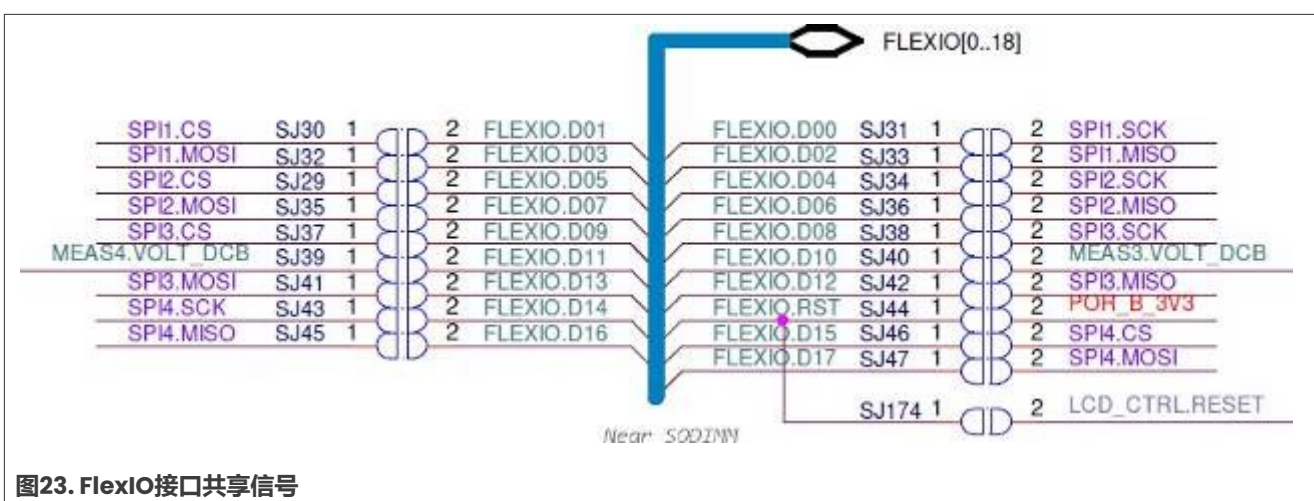 FLEXIO[0..18]
SPI1.CS SJ30 1 2 FLEXIO.D01 FLEXIO.D00 SJ31 1 2 SPI1.SCK
SPI1.MOSI SJ32 1 2 FLEXIO.D03 FLEXIO.D02 SJ33 1 2 SPI1.MISO
SPI2.CS SJ29 1 2 FLEXIO.D05 FLEXIO.D04 SJ34 1 2 SPI2.SCK
SPI2.MOSI SJ35 1 2 FLEXIO.D07 FLEXIO.D06 SJ36 1 2 SPI2.MISO
SPI3.CS SJ37 1 2 FLEXIO.D09 FLEXIO.D08 SJ38 1 2 SPI3.SCK
MEAS4.VOLT_DCB SJ39 1 2 FLEXIO.D11 FLEXIO.D10 SJ40 1 2 MEAS3.VOLT_DCB
SPI3.MOSI SJ41 1 2 FLEXIO.D13 FLEXIO.D12 SJ42 1 2 SPI3.MISO
SPI4.SCK SJ43 1 2 FLEXIO.D14 FLEXIO.RST SJ44 1 2 POR_B_3V3
SPI4.MISO SJ45 1 2 FLEXIO.D16 FLEXIO.D15 SJ46 1 2 SPI4.CS
FLEXIO.D17 SJ47 1 2 SPI4.MOSI
SJ174 1 2 LCD_CTRL.RESET
Near SODIMM
图23. FlexIO接口共享信号